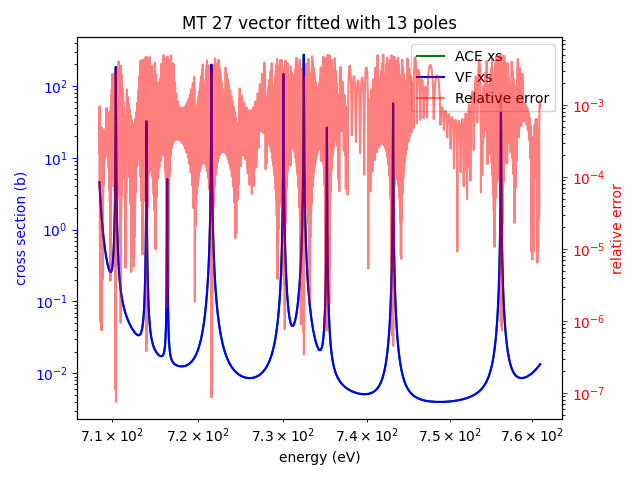 MT 27 vector fitted with 13 poles
ACE xs
VF xs
Relative error
cross section (b)
10²
10¹
10⁰
10⁻¹
10⁻²
relative error
10⁻³
10⁻⁴
10⁻⁵
10⁻⁶
10⁻⁷
7.1 × 10² 7.2 × 10² 7.3 × 10² 7.4 × 10² 7.5 × 10² 7.6 × 10²
energy (eV)